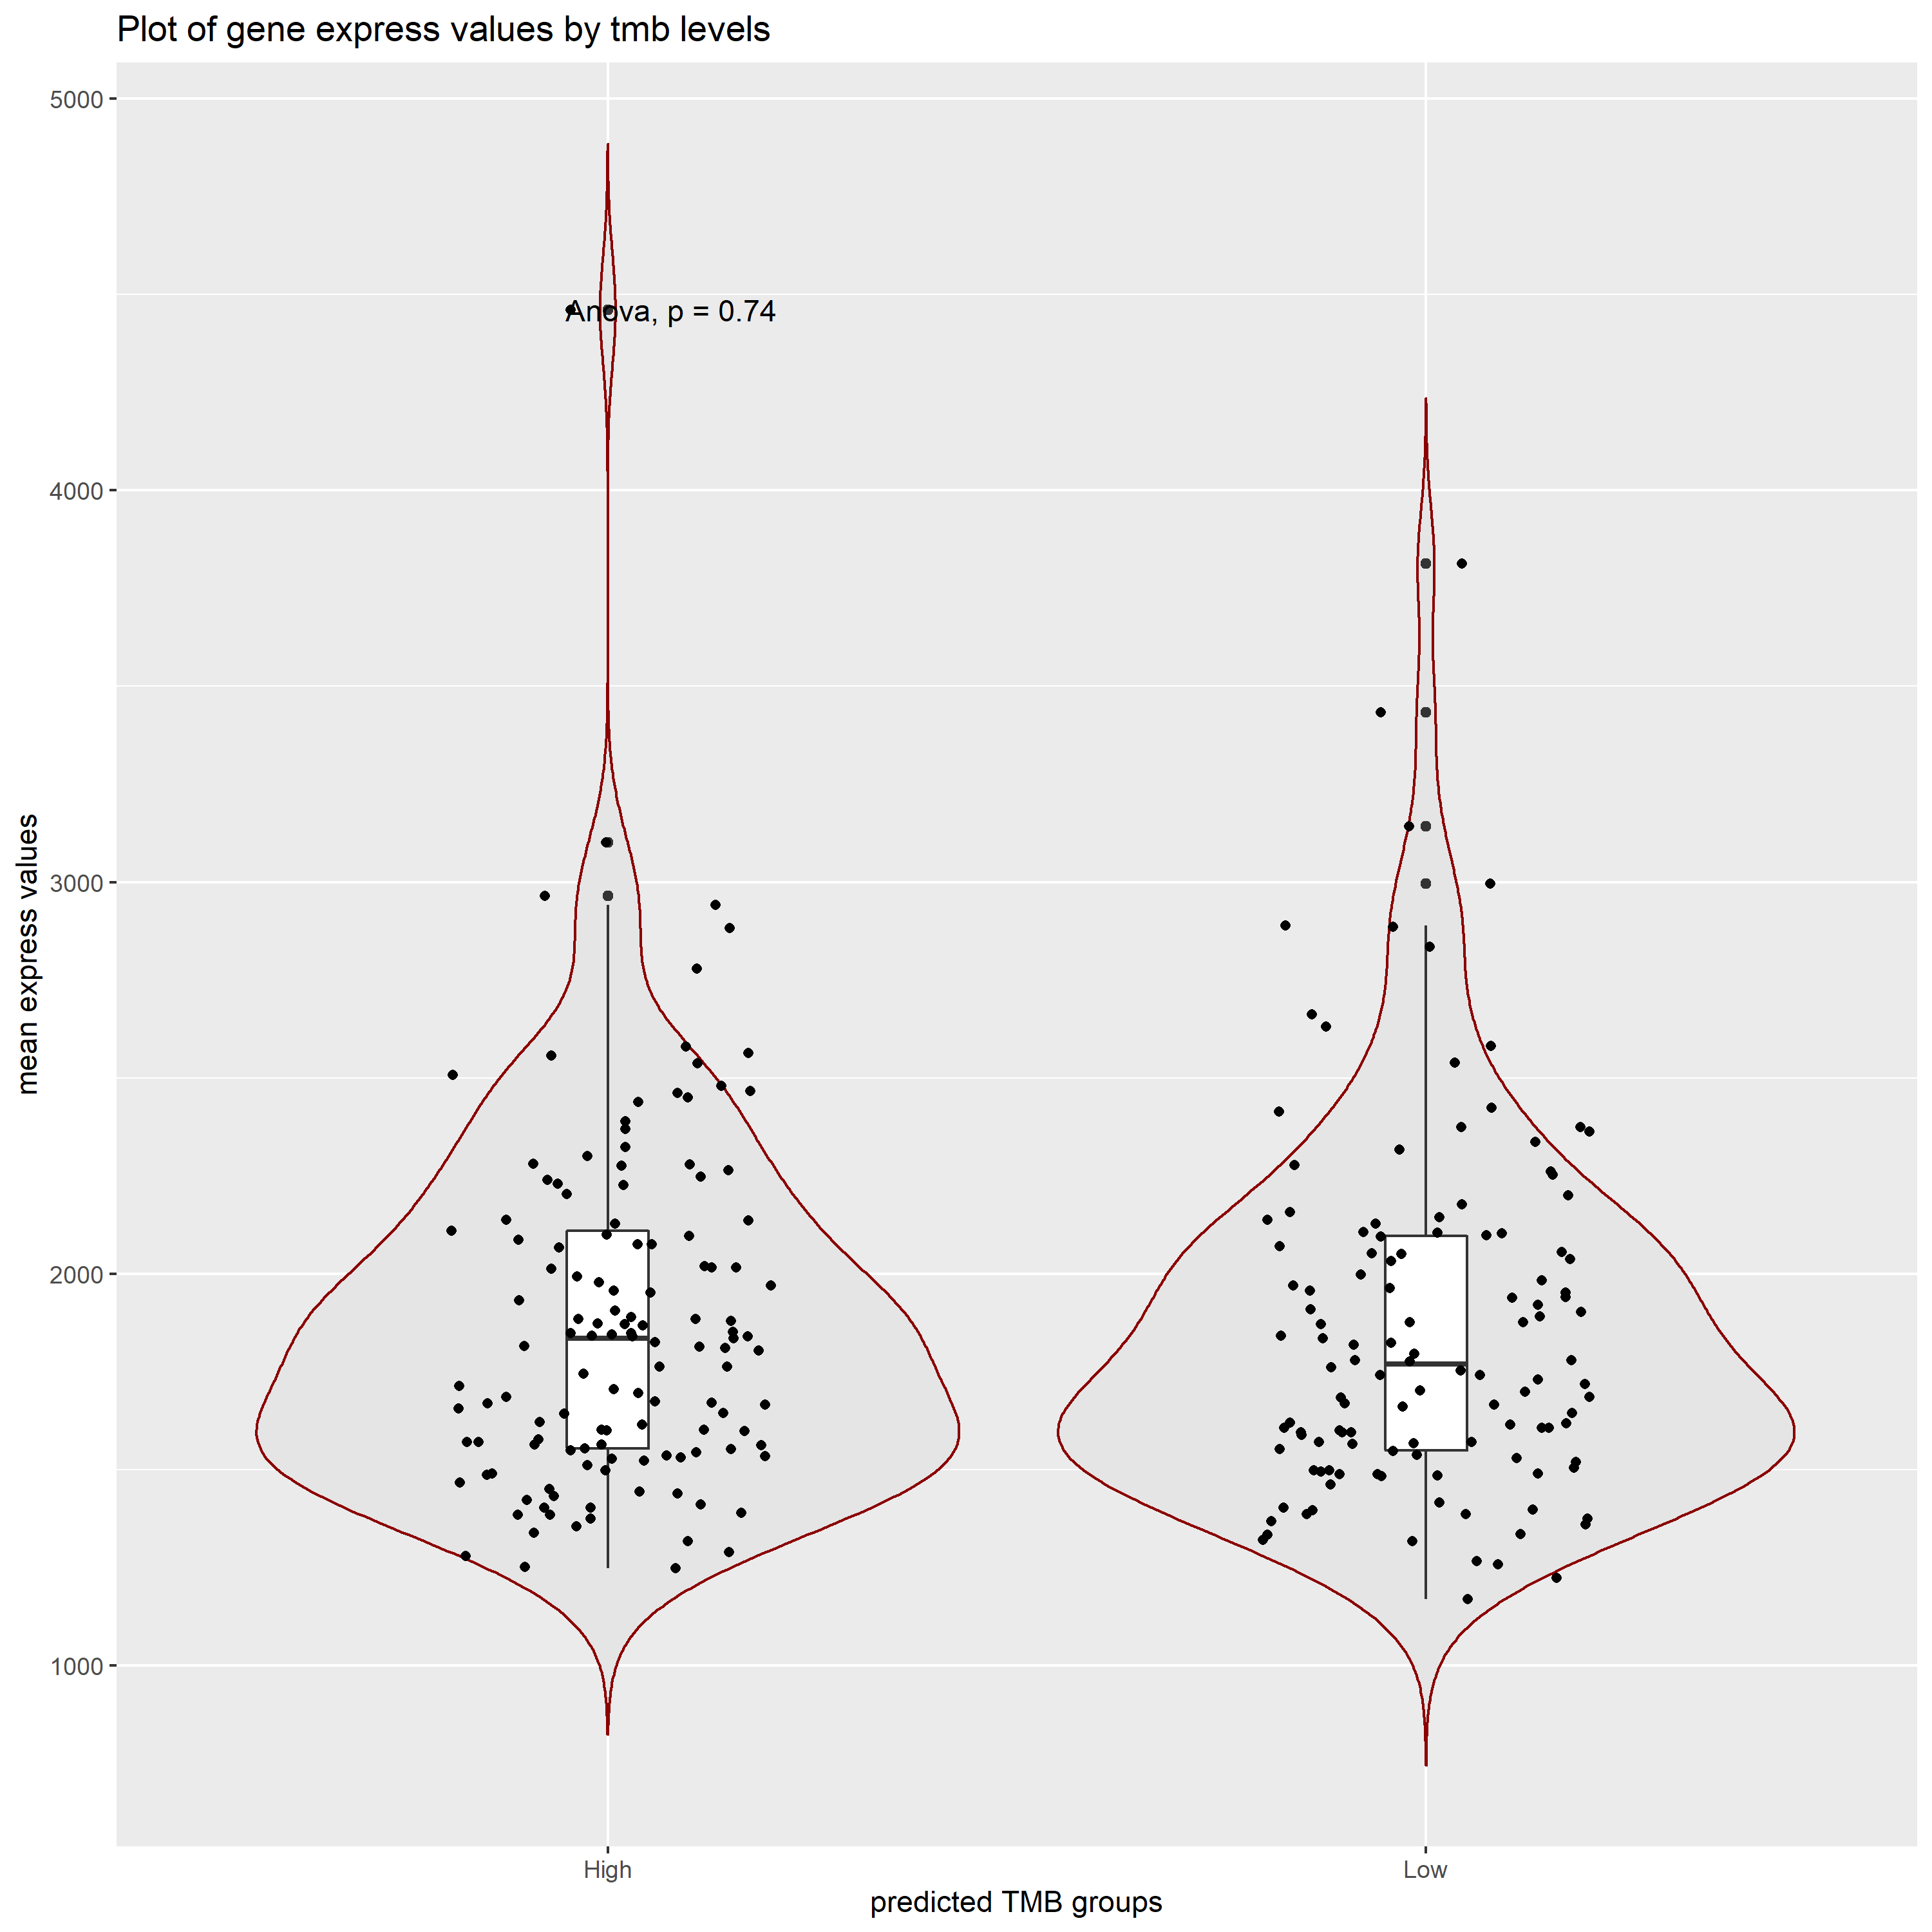 Plot of gene express values by tmb levels
5000
4000
3000
2000
1000
mean express values
Anova, p = 0.74
High
Low
predicted TMB groups